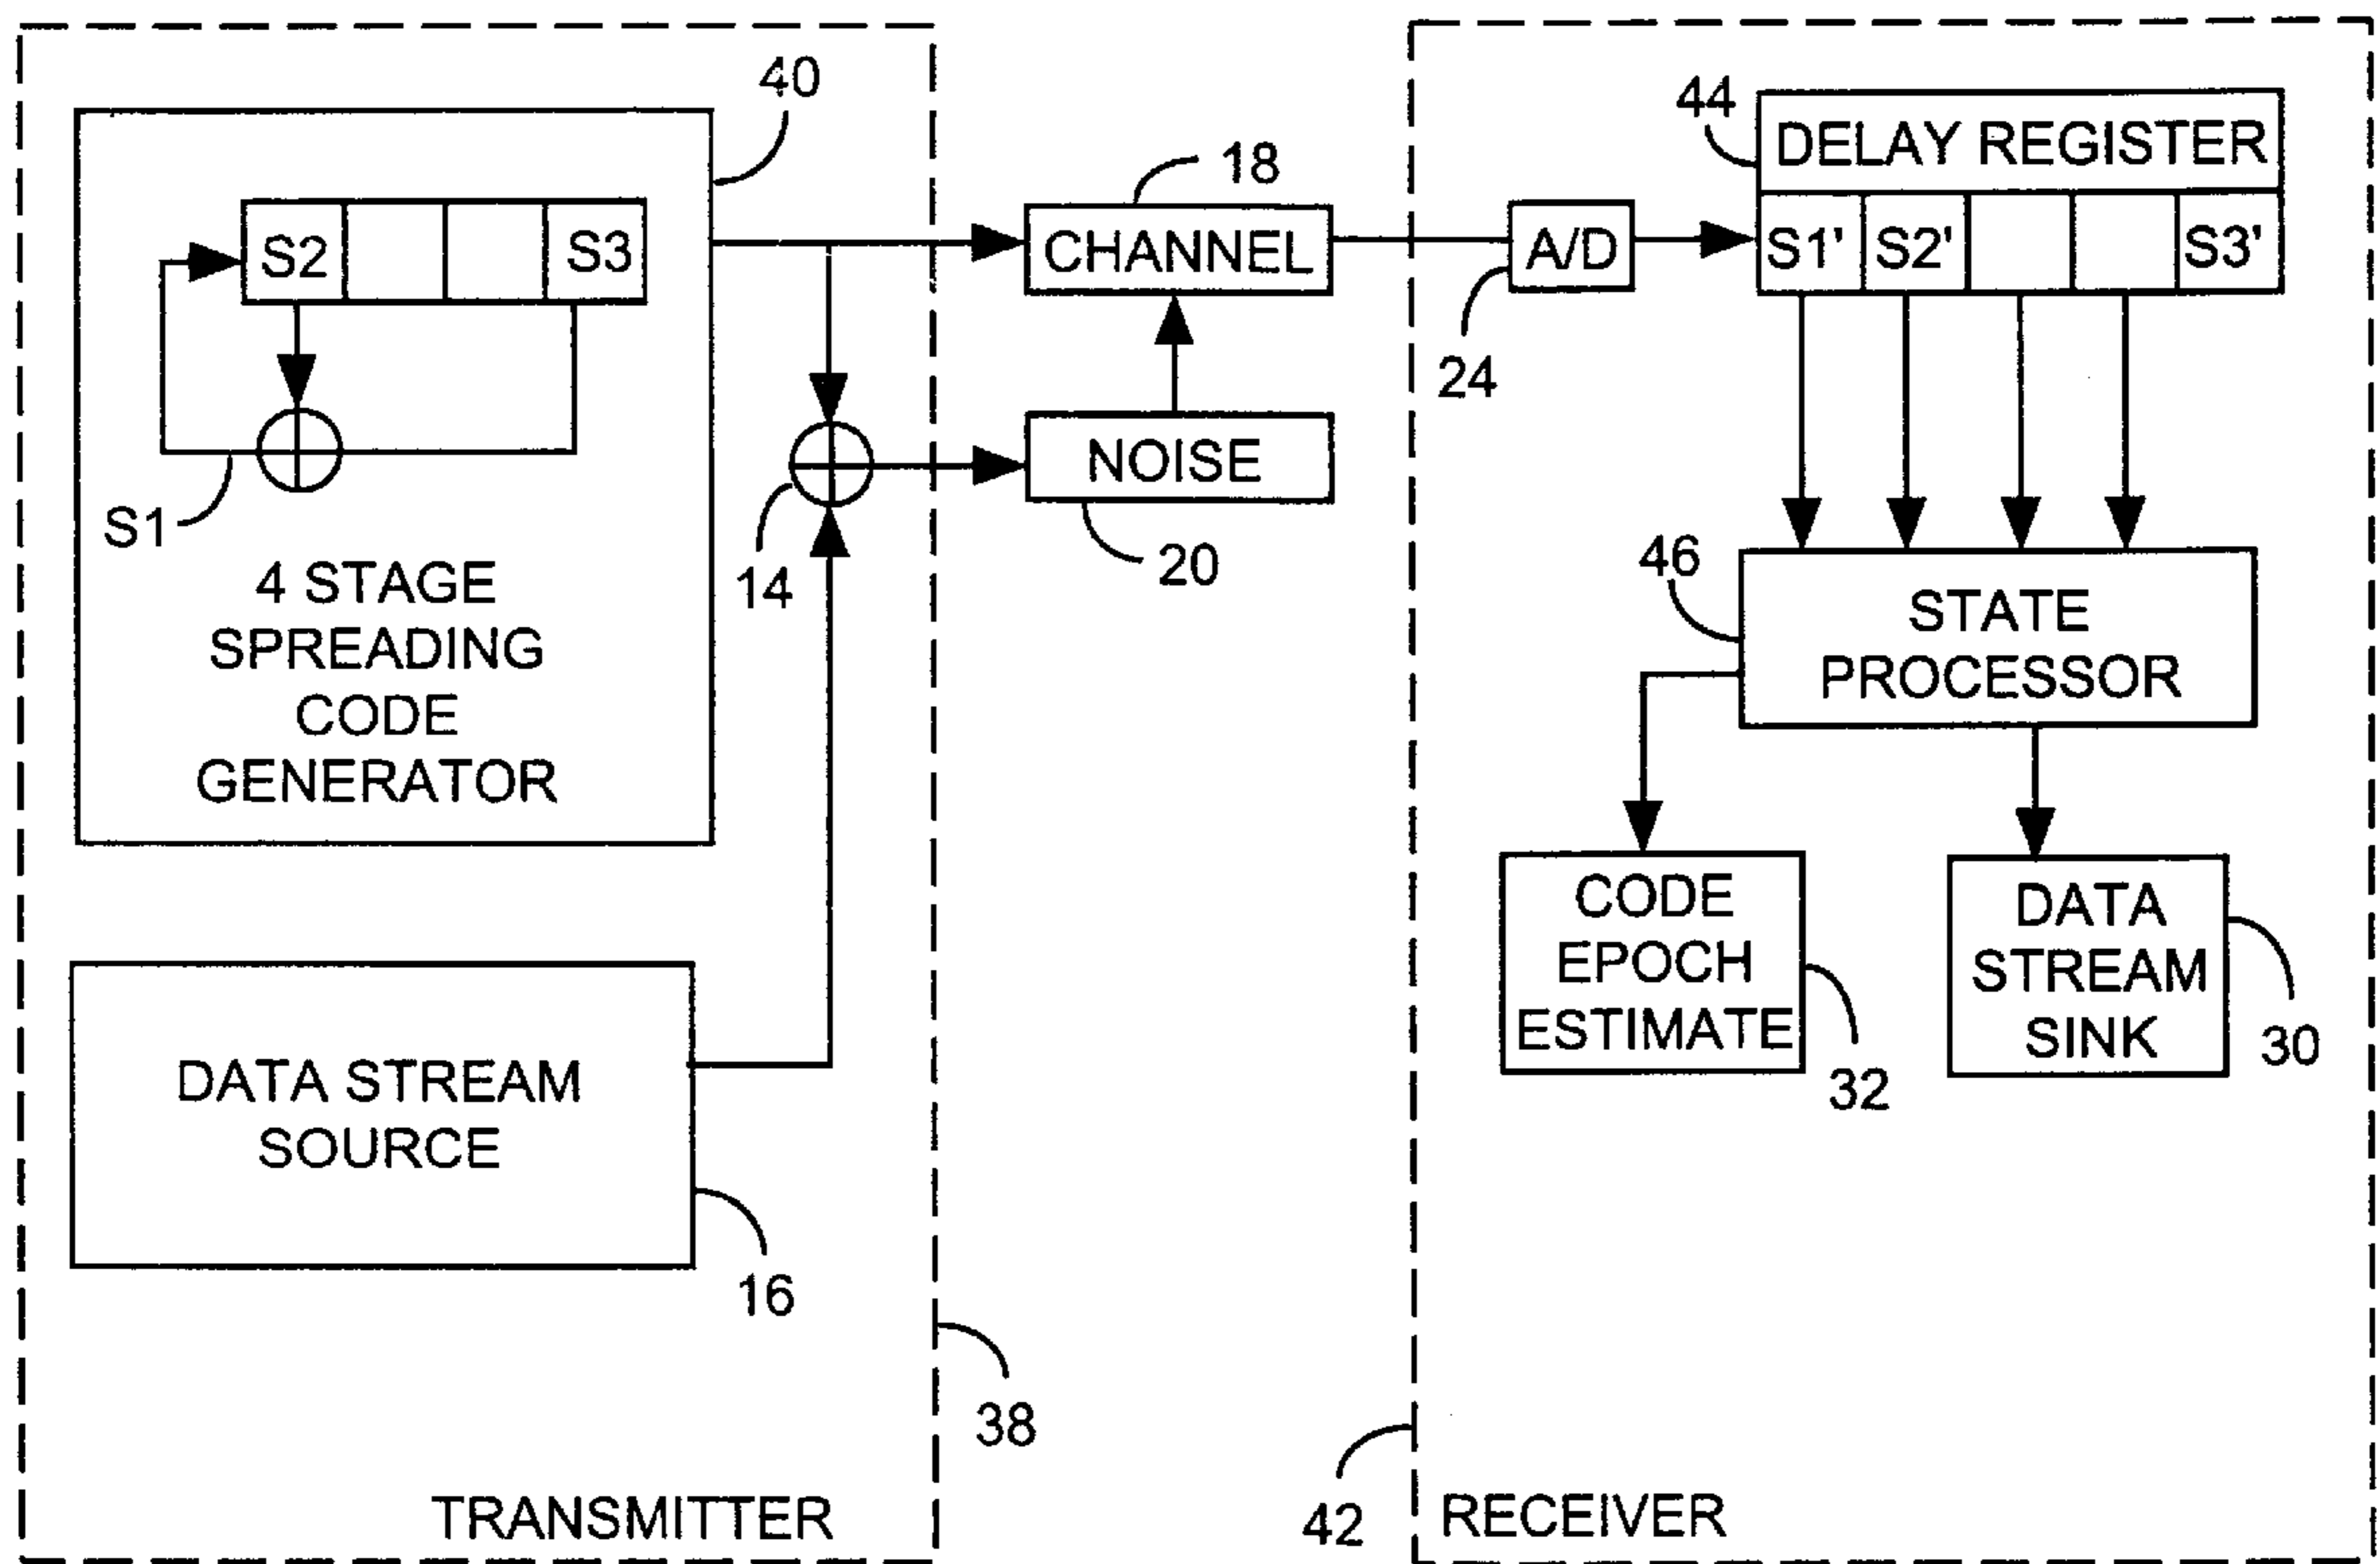 40
S2
S3
S1
4 STAGE
SPREADING
CODE
GENERATOR
14
DATA STREAM
SOURCE
16
38
TRANSMITTER
18
CHANNEL
NOISE
20
A/D
24
44
DELAY REGISTER
S1'
S2'
S3'
46
STATE
PROCESSOR
CODE
EPOCH
ESTIMATE
32
DATA
STREAM
SINK
30
42
RECEIVER